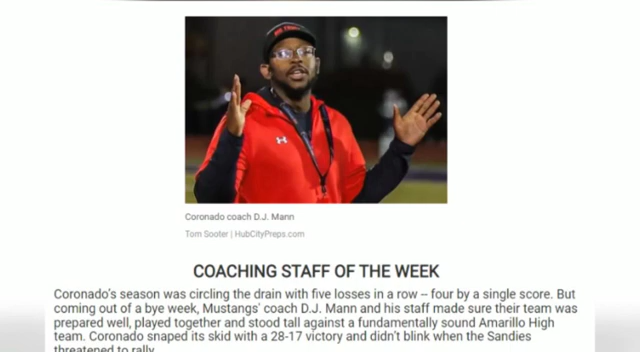 Coronado coach D.J. Mann
Tom Sooter | HubCityPreps.com
COACHING STAFF OF THE WEEK
Coronado's season was circling the drain with five losses in a row -- four by a single score. But
coming out of a bye week, Mustangs' coach D.J. Mann and his staff made sure their team was
prepared well, played together and stood tall against a fundamentally sound Amarillo High
team. Coronado snaped its skid with a 28-17 victory and didn't blink when the Sandies
threatened to rally.